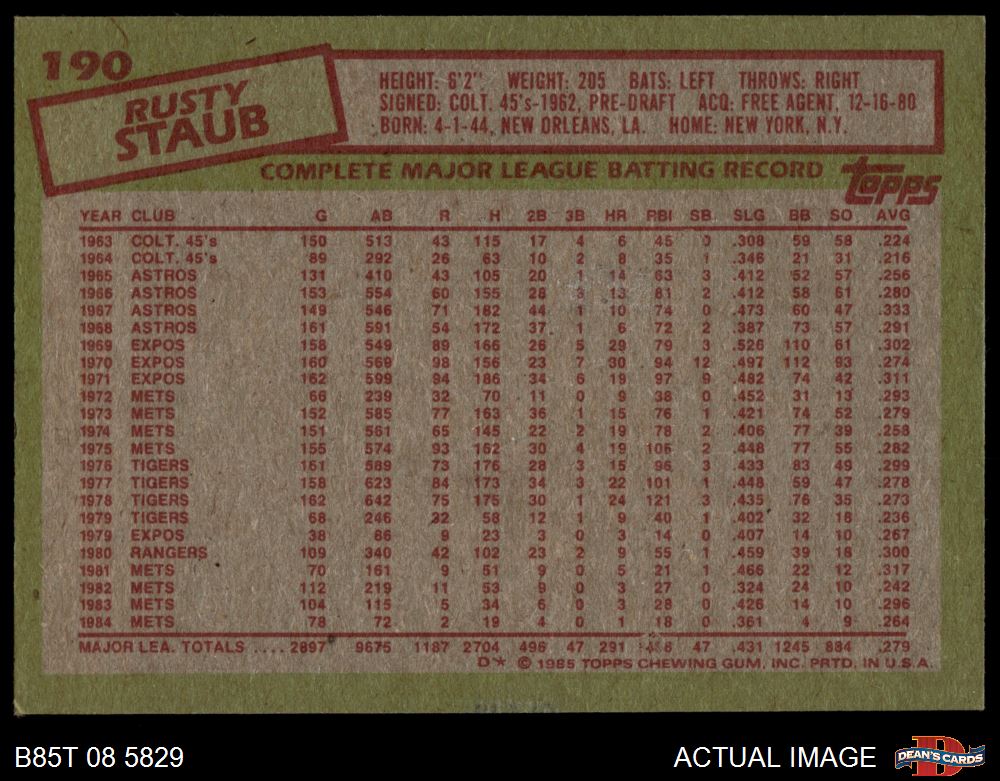 190
RUSTY
STAUB
HEIGHT: 6'2" WEIGHT: 205 BATS: LEFT THROWS: RIGHT
SIGNED: COLT. 45's-1962, PRE-DRAFT ACQ: FREE AGENT, 12-16-80
BORN: 4-1-44, NEW ORLEANS, LA. HOME: NEW YORK, N.Y.
COMPLETE MAJOR LEAGUE BATTING RECORD
topps
YEAR CLUB G AB R H 2B 3B HR RBI SB SLG BB SO AVG
1963 COLT. 45's 150 513 43 115 17 4 6 45 0 .308 59 58 .224
1964 COLT. 45's 89 292 26 63 10 2 8 35 1 .346 21 31 .216
1965 ASTROS 131 410 43 105 20 1 14 63 3 .412 52 57 .256
1966 ASTROS 153 554 60 155 28 3 13 81 2 .412 58 61 .280
1967 ASTROS 149 546 71 182 44 1 10 74 0 .473 60 47 .333
1968 ASTROS 161 591 54 172 37 1 6 72 2 .387 73 57 .291
1969 EXPOS 158 549 89 166 26 5 29 79 3 .526 110 61 .302
1970 EXPOS 160 569 98 156 23 7 30 94 12 .497 112 93 .274
1971 EXPOS 162 599 94 186 34 6 19 97 9 .482 74 42 .311
1972 METS 66 239 32 70 11 0 9 38 0 .452 31 13 .293
1973 METS 152 585 77 163 36 1 15 76 1 .421 74 52 .279
1974 METS 151 561 65 145 22 2 19 78 2 .406 77 39 .258
1975 METS 155 574 93 162 30 4 19 105 2 .448 77 55 .282
1976 TIGERS 161 589 73 176 28 3 15 96 3 .433 83 49 .299
1977 TIGERS 158 623 84 173 34 3 22 101 1 .448 59 47 .278
1978 TIGERS 162 642 75 175 30 1 24 121 3 .435 76 35 .273
1979 TIGERS 68 246 32 58 12 1 9 40 1 .402 32 18 .236
1979 EXPOS 38 86 9 23 3 0 3 14 0 .407 14 10 .267
1980 RANGERS 109 340 42 102 23 2 9 55 1 .459 39 18 .300
1981 METS 70 161 9 51 9 0 5 21 1 .466 22 12 .317
1982 METS 112 219 11 53 9 0 3 27 0 .324 24 10 .242
1983 METS 104 115 5 34 6 0 3 28 0 .426 14 10 .296
1984 METS 78 72 2 19 4 0 1 18 0 .361 4 9 .264
MAJOR LEA. TOTALS .... 2897 9675 1187 2704 496 47 291 47 .431 1245 884 .279
D* © 1985 TOPPS CHEWING GUM, INC. PRTD. IN U.S.A.
B85T 08 5829
ACTUAL IMAGE
D
DEAN'S CARDS